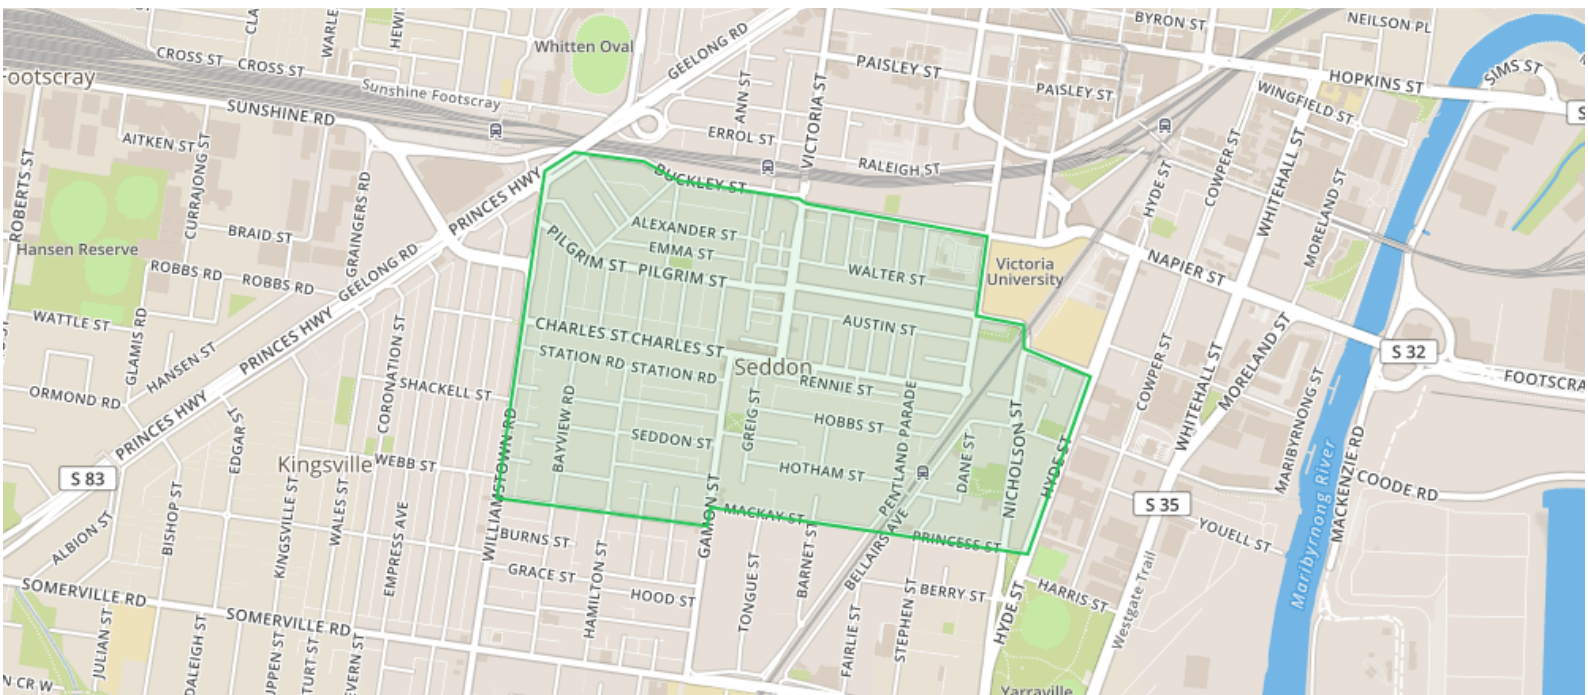 BYRON ST
NEILSON PL
Whitten Oval
CROSS ST
CROSS ST
GEELONG RD
PAISLEY ST
PAISLEY ST
HOPKINS ST
SIMS ST
Footscray
Sunshine Footscray
WINGFIELD ST
SUNSHINE RD
ANN ST
VICTORIA ST
ERROL ST
AITKEN ST
RALEIGH ST
HYDE ST
COWPER ST
WHITEHALL ST
MORELAND ST
ROBERTS ST
CURRAJONG ST
GRAINGERS RD
PRINCES HWY
BUCKLEY ST
ALEXANDER ST
EMMA ST
BRAID ST
Hansen Reserve
PILGRIM ST
PILGRIM ST
WALTER ST
Victoria
University
NAPIER ST
ROBBS RD
ROBBS RD
GEELONG RD
WATTLE ST
GLAMIS RD
HANSEN ST
PRINCES HWY
CORONATION ST
CHARLES ST
CHARLES ST
AUSTIN ST
STATION RD
STATION RD
Seddon
RENNIE ST
COWPER ST
WHITEHALL ST
MORELAND ST
S 32
FOOTSCRA
ORMOND RD
SHACKELL ST
PRINCES HWY
EDGAR ST
BAYVIEW RD
GREIG ST
HOBBS ST
PENTLAND PARADE
SEDDON ST
HOTHAM ST
DANE ST
NICHOLSON ST
HYDE ST
MARIBYRNONG ST
MACKENZIE RD
Kingsville
WEBB ST
WILLIAMSTOWN RD
S 83
COODE RD
S 35
YOUELL ST
Maribyrnong River
ALBION ST
BISHOP ST
KINGSVILLE ST
WALES ST
EMPRESS AVE
GAMON ST
MACKAY ST
PRINCESS ST
BELLAIRS AVE
BURNS ST
GRACE ST
HAMILTON ST
HOOD ST
TONGUE ST
BARNET ST
BERRY ST
HARRIS ST
HYDE ST
Westgate Trail
SOMERVILLE RD
SOMERVILLE RD
JULIAN ST
FAIRLIE ST
STEPHEN ST
DALEIGH ST
UPPEN ST
TURT ST
EVERN ST
N CR W
Yarraville